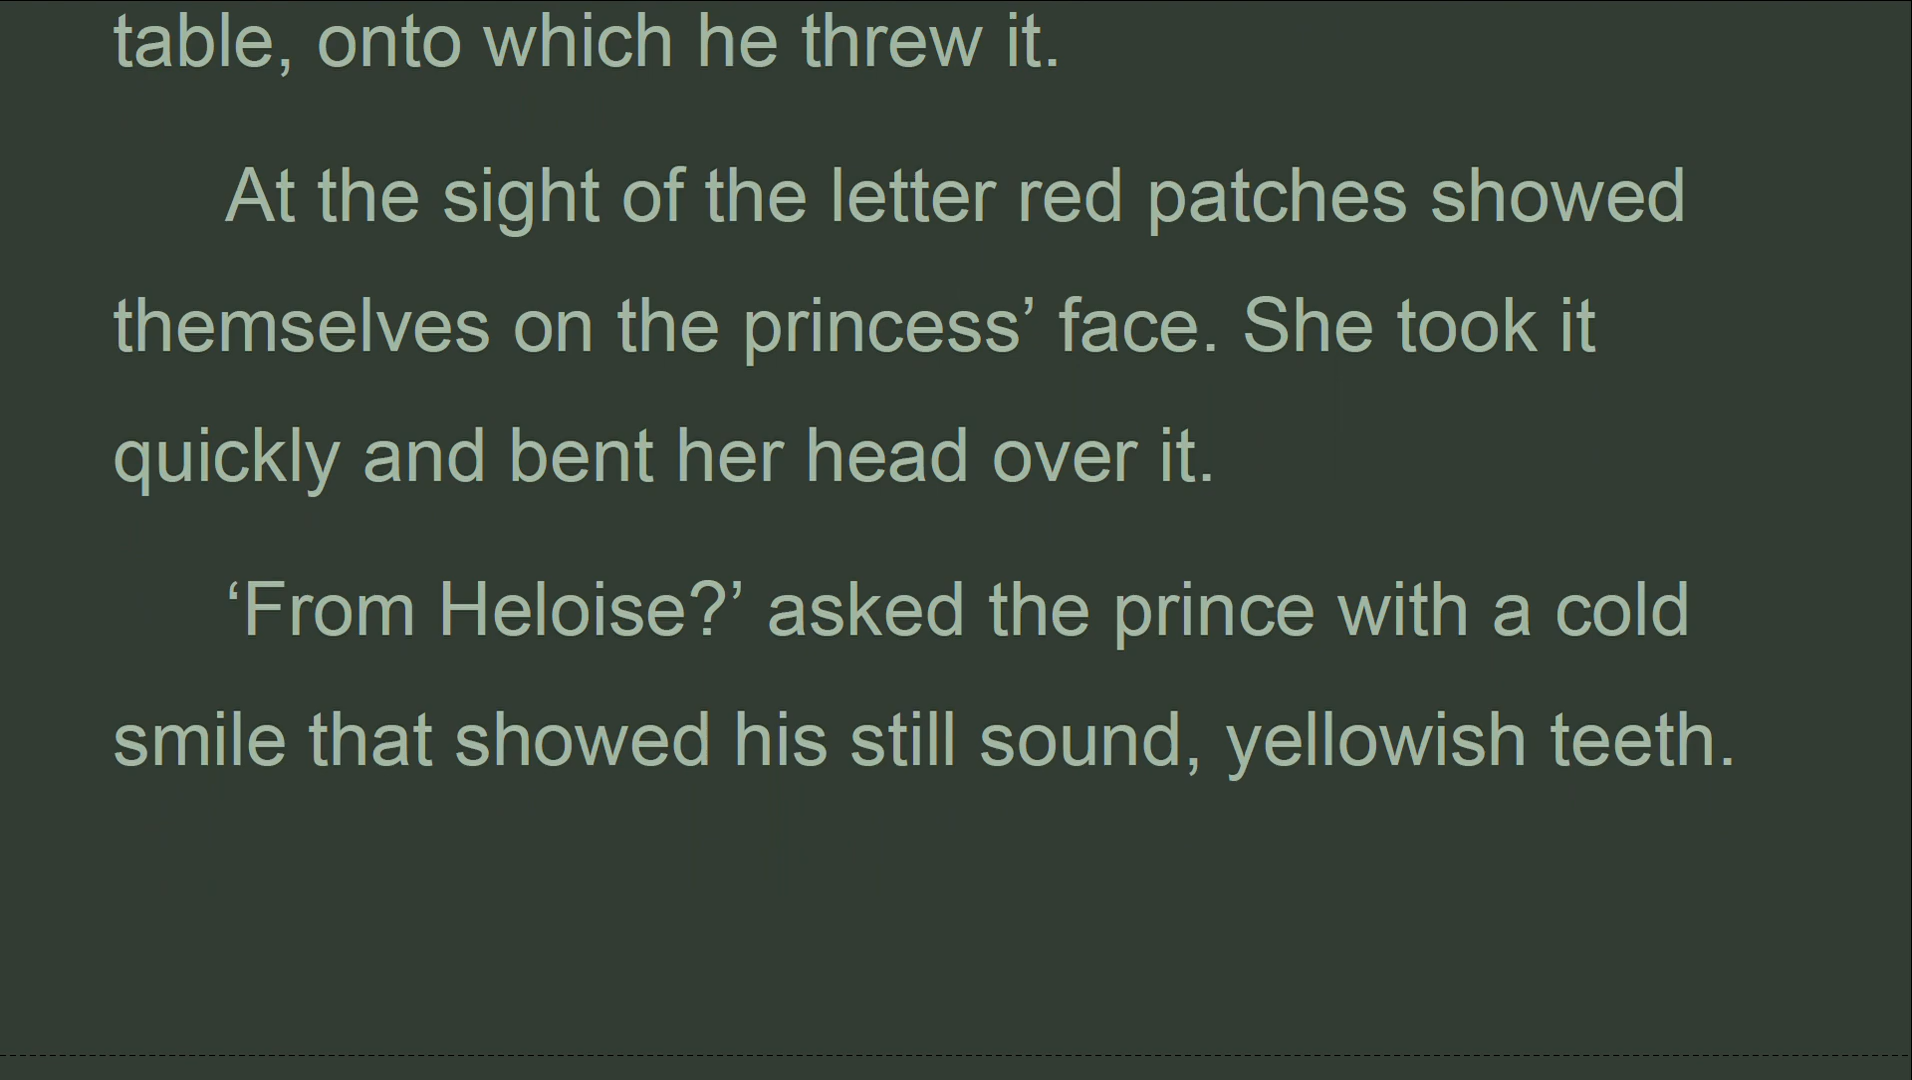 table, onto which he threw it.
At the sight of the letter red patches showed
themselves on the princess’ face. She took it
quickly and bent her head over it.
‘From Heloise?’ asked the prince with a cold
smile that showed his still sound, yellowish teeth.